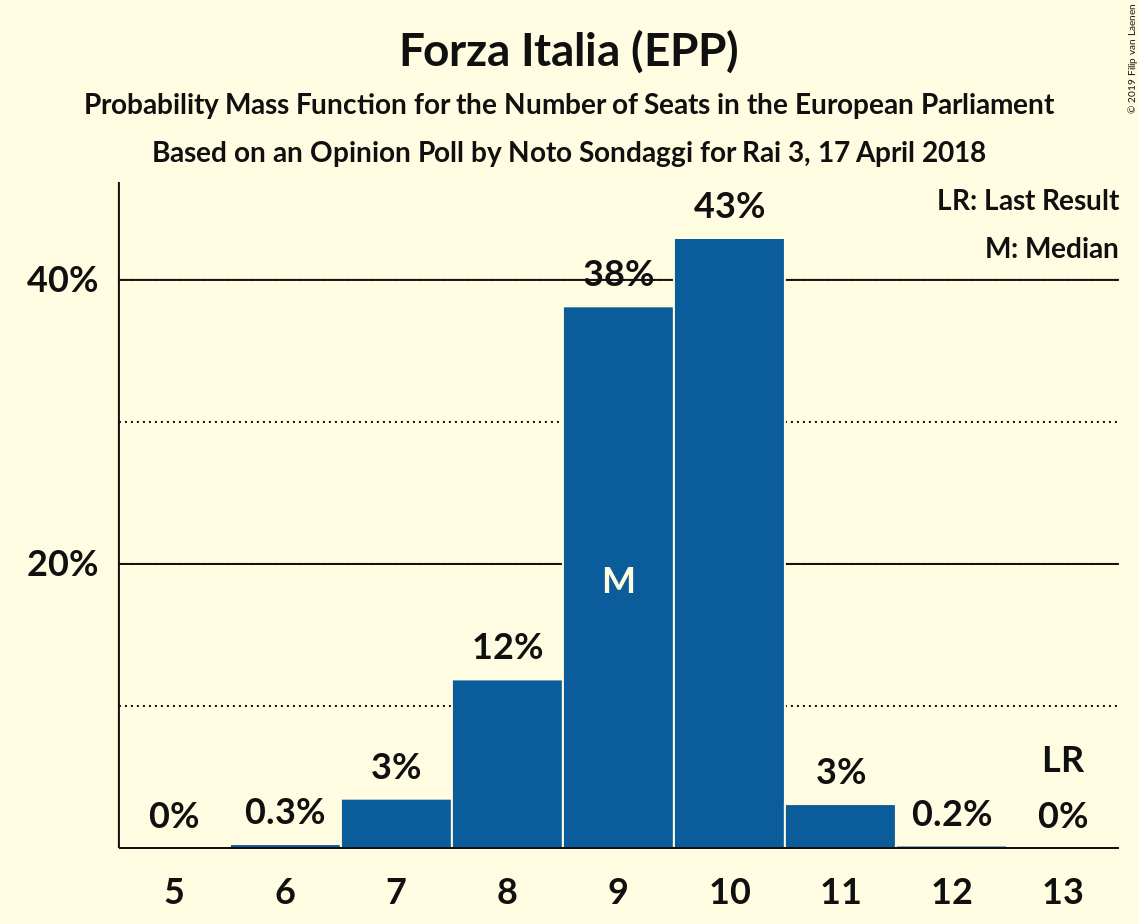 Forza Italia (EPP)
Probability Mass Function for the Number of Seats in the European Parliament
Based on an Opinion Poll by Noto Sondaggi for Rai 3, 17 April 2018
© 2019 Filip van Laenen
LR: Last Result
M: Median
40%
20%
0%
0.3%
3%
12%
38%
M
43%
3%
0.2%
LR
0%
5 6 7 8 9 10 11 12 13